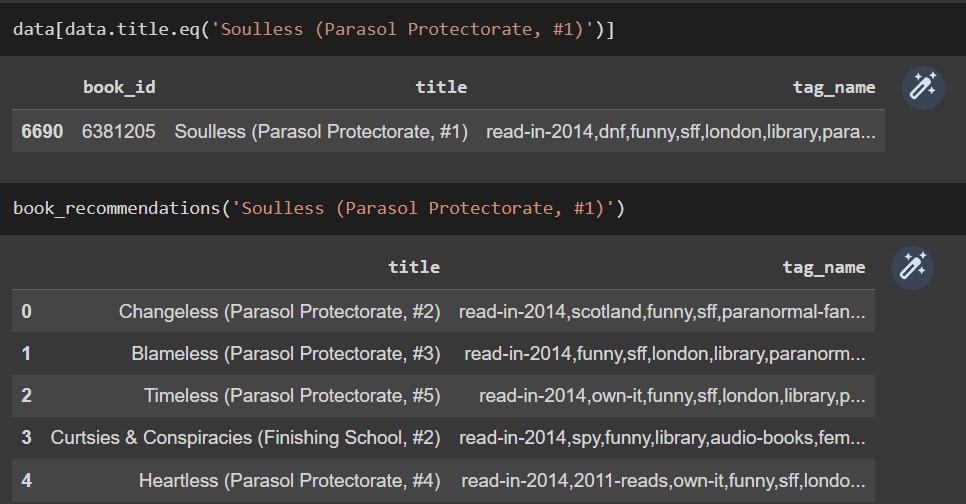 data[data.title.eq('Soulless (Parasol Protectorate, #1)')]
book_id title tag_name
6690 6381205 Soulless (Parasol Protectorate, #1) read-in-2014,dnf,funny,sff,london,library,para...
book_recommendations('Soulless (Parasol Protectorate, #1)')
title tag_name
0 Changeless (Parasol Protectorate, #2) read-in-2014,scotland,funny,sff,paranormal-fan...
1 Blameless (Parasol Protectorate, #3) read-in-2014,funny,sff,london,library,paranorm...
2 Timeless (Parasol Protectorate, #5) read-in-2014,own-it,funny,sff,london,library,p...
3 Curtsies & Conspiracies (Finishing School, #2) read-in-2014,spy,funny,library,audio-books,fem...
4 Heartless (Parasol Protectorate, #4) read-in-2014,2011-reads,own-it,funny,sff,londo...